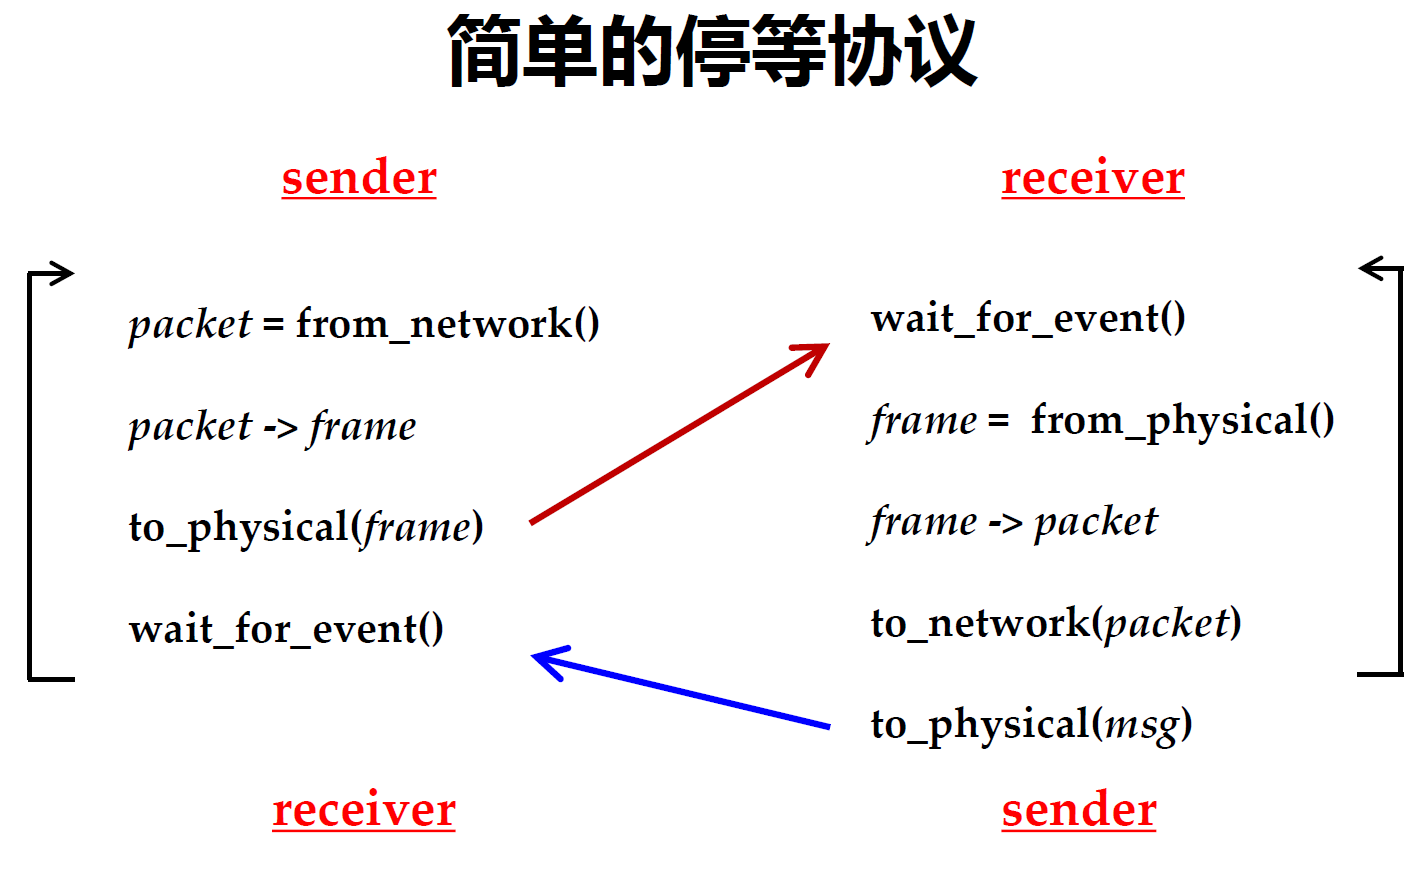 简单的停等协议
sender
packet = from_network()
packet -> frame
to_physical(frame)
wait_for_event()
receiver
receiver
wait_for_event()
frame = from_physical()
frame -> packet
to_network(packet)
to_physical(msg)
sender